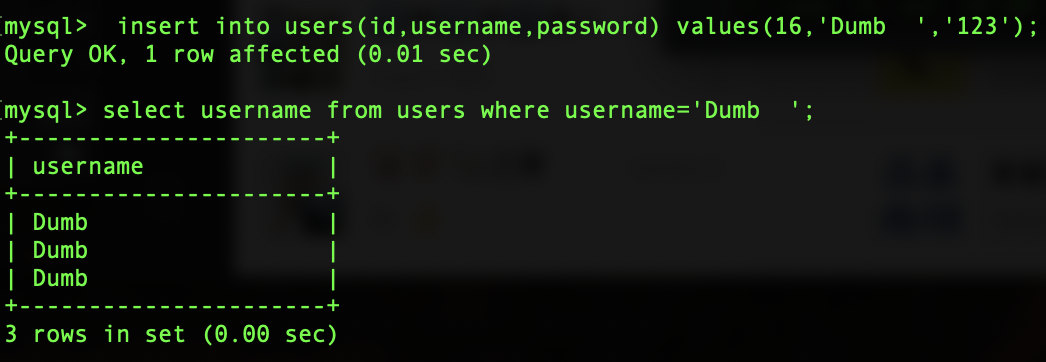 mysql>  insert into users(id,username,password) values(16,'Dumb  ','123');
Query OK, 1 row affected (0.01 sec)
mysql> select username from users where username='Dumb  ';
+----------------------+
| username             |
+----------------------+
| Dumb                 |
| Dumb                 |
| Dumb                 |
+----------------------+
3 rows in set (0.00 sec)